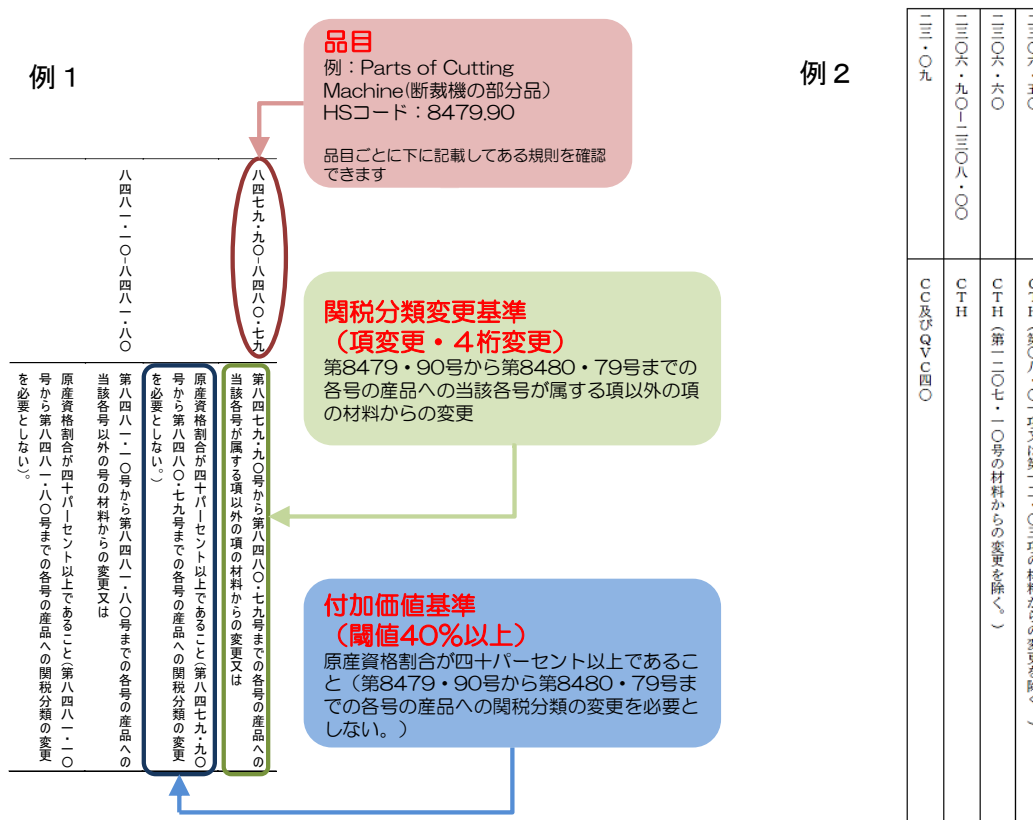 例1
品目
例：Parts of Cutting
Machine(断裁機の部分品）
HSコード：8479.90
品目ごとに下に記載してある規則を確認
できます
八四七九・九〇-八四八〇・七九
第八四七九・九〇号から第八四八〇・七九号までの各号の産品への
当該各号が属する項以外の項の材料からの変更又は
原産資格割合が四十パーセント以上であること(第八四七九・九〇
号から第八四八〇・七九号までの各号の産品への関税分類の変更
を必要としない。)
八四八一・一〇-八四八一・八〇
第八四八一・一〇号から第八四八一・八〇号までの各号の産品への
当該各号以外の号の材料からの変更又は
原産資格割合が四十パーセント以上であること(第八四八一・一〇
号から第八四八一・八〇号までの各号の産品への関税分類の変更
を必要としない)。
関税分類変更基準
（項変更・４桁変更）
第8479・90号から第8480・79号までの
各号の産品への当該各号が属する項以外の項
の材料からの変更
付加価値基準
（閾値40％以上）
原産資格割合が四十パーセント以上であるこ
と（第8479・90号から第8480・79号ま
での各号の産品への関税分類の変更を必要と
しない。）
例２
二三〇六・六〇
CTH（第一二〇七・一〇号の材料からの変更を除く。）
二三〇六・九〇－二三〇八・〇〇
CTH
二三・〇九
CC及びQVC四〇